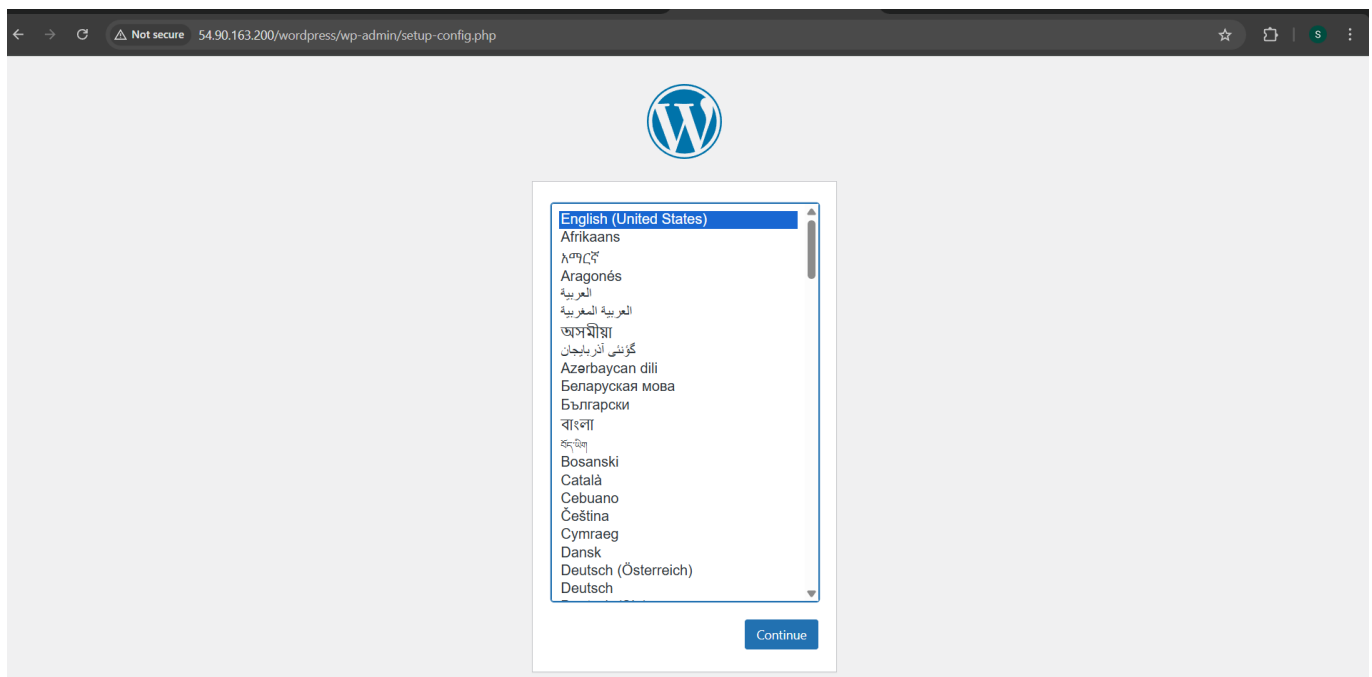 Not secure 54.90.163.200/wordpress/wp-admin/setup-config.php S
English (United States)
Afrikaans
አማርኛ
Aragonés
العربية
العربية المغربية
অসমীয়া
گؤنئی آذربایجان
Azərbaycan dili
Беларуская мова
Български
বাংলা
བོད་ཡིག
Bosanski
Català
Cebuano
Čeština
Cymraeg
Dansk
Deutsch (Österreich)
Deutsch
Continue